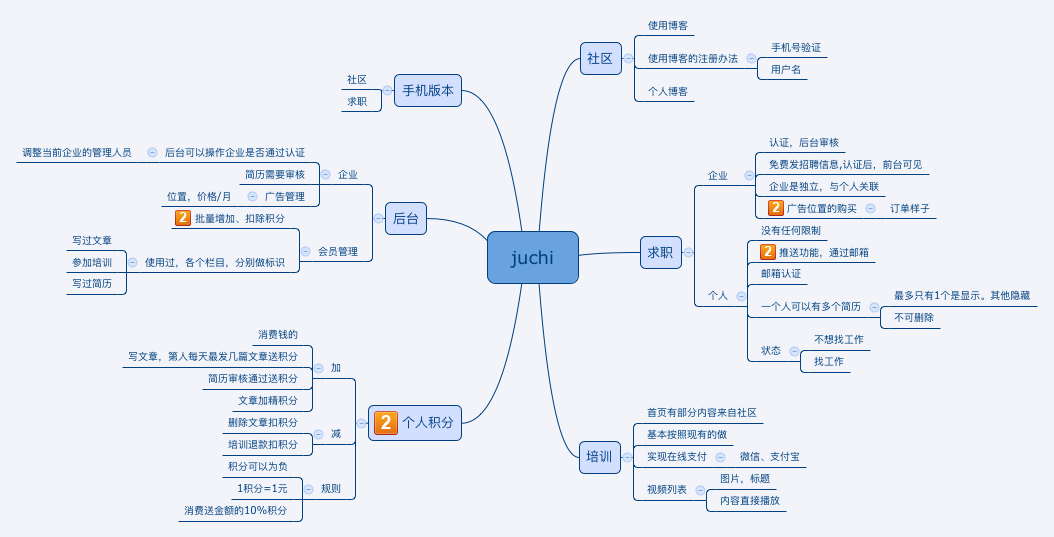 juchi
社区
使用博客
使用博客的注册办法
手机号验证
用户名
个人博客
求职
企业
认证，后台审核
免费发招聘信息,认证后，前台可见
企业是独立，与个人关联
2 广告位置的购买
订单样子
个人
没有任何限制
2 推送功能，通过邮箱
邮箱认证
一个人可以有多个简历
最多只有1个是显示。其他隐藏
不可删除
状态
不想找工作
找工作
培训
首页有部分内容来自社区
基本按照现有的做
实现在线支付
微信、支付宝
视频列表
图片，标题
内容直接播放
手机版本
社区
求职
后台
企业
后台可以操作企业是否通过认证
调整当前企业的管理人员
简历需要审核
广告管理
位置，价格/月
会员管理
2 批量增加、扣除积分
使用过，各个栏目，分别做标识
写过文章
参加培训
写过简历
2 个人积分
加
消费钱的
写文章，第人每天最发几篇文章送积分
简历审核通过送积分
文章加精积分
减
删除文章扣积分
培训退款扣积分
规则
积分可以为负
1积分=1元
消费送金额的10%积分